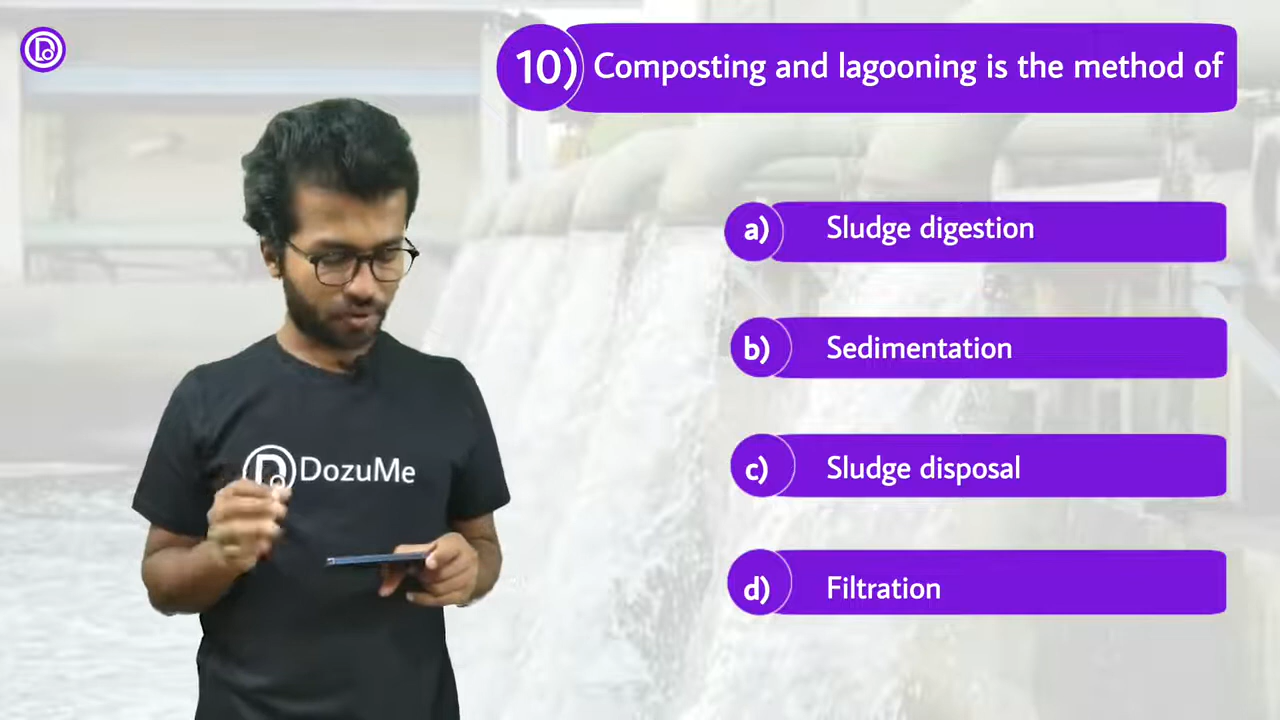 10) Composting and lagooning is the method of
a) Sludge digestion
b) Sedimentation
c) Sludge disposal
d) Filtration
DozuMe